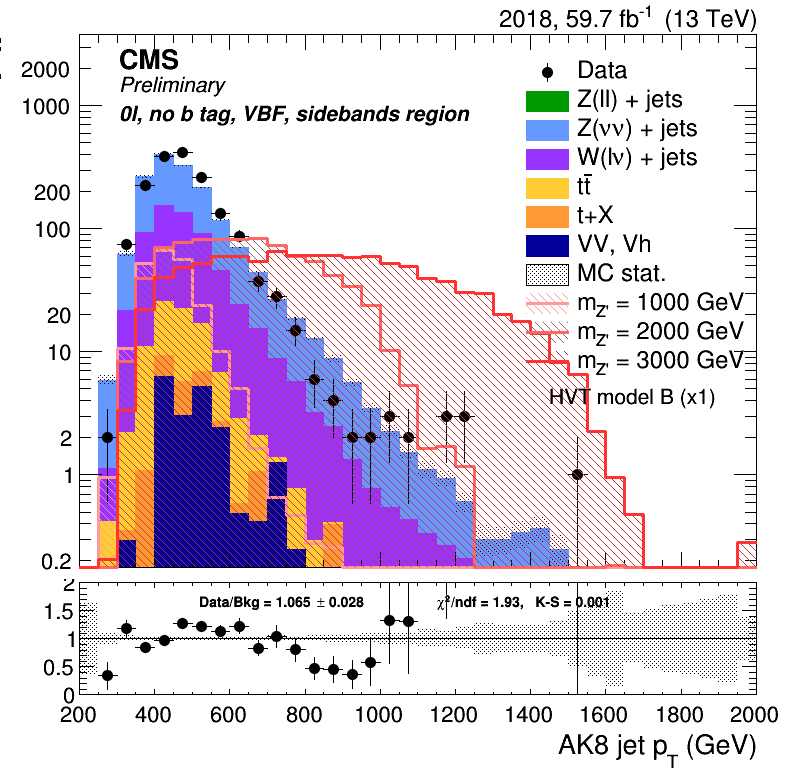 2018, 59.7 fb⁻¹ (13 TeV)
CMS
Preliminary
0l, no b tag, VBF, sidebands region
Data
Z(ll) + jets
Z(νν) + jets
W(lν) + jets
tt̄
t+X
VV, Vh
MC stat.
m_Z' = 1000 GeV
m_Z' = 2000 GeV
m_Z' = 3000 GeV
HVT model B (x1)
2000
1000
200
100
20
10
2
1
0.2
Data/Bkg = 1.065 ± 0.028 χ²/ndf = 1.93, K-S = 0.001
2
1.5
1
0.5
0
200 400 600 800 1000 1200 1400 1600 1800 2000
AK8 jet p_T (GeV)